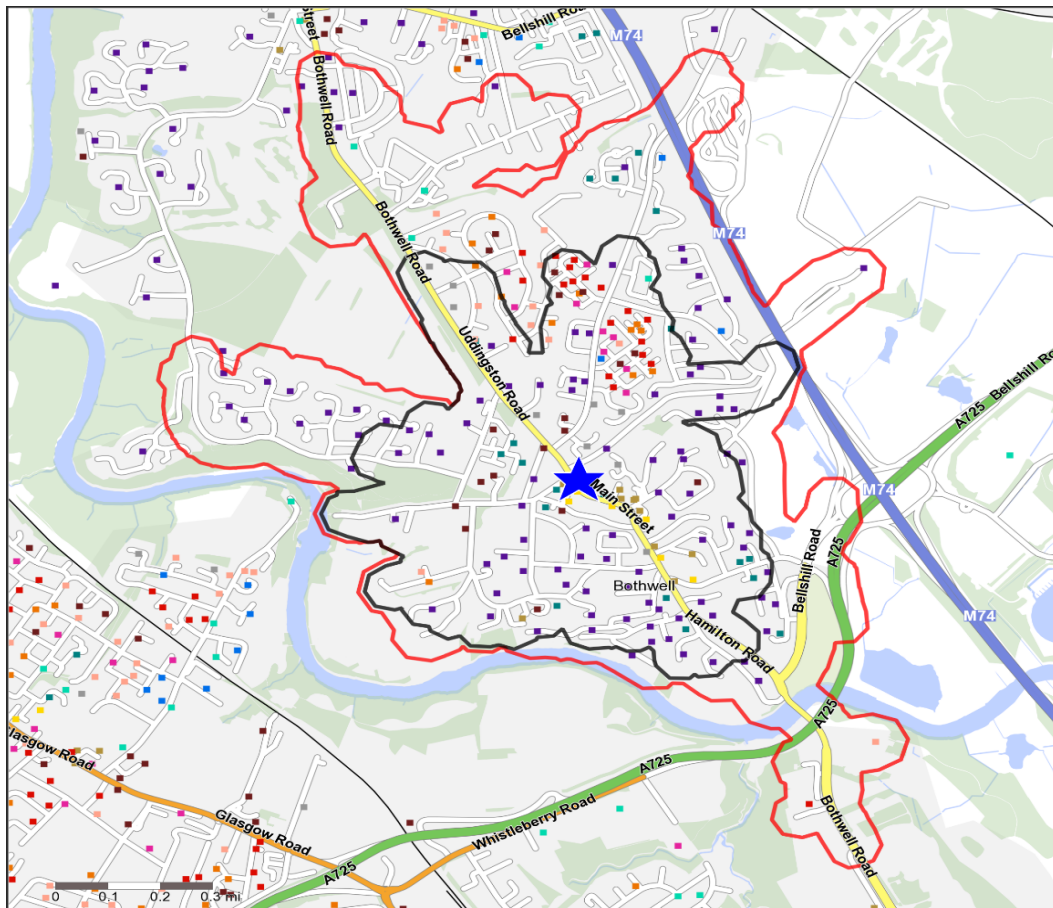 Street
Bellshill Roa
M74
Bothwell Road
Bothwell Road
M74
Uddingston Road
A725 Bellshill Ro
M74
Main Street
A725
Bellshill Road
Bothwell
M74
Hamilton Road
A725
Glasgow Road
A725
Glasgow Road
Whistleberry Road
Bothwell Road
A725
0 0.1 0.2 0.3 mi